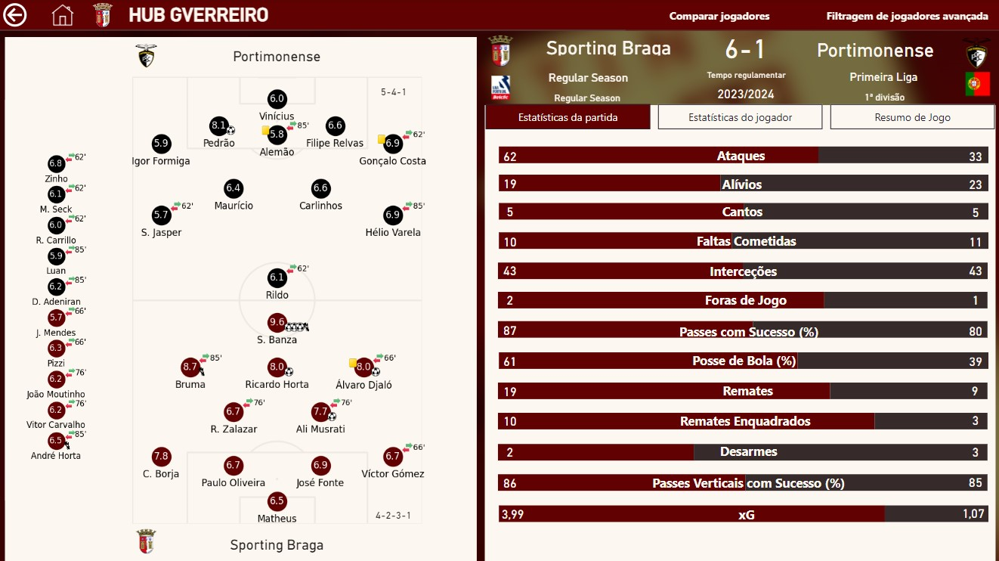 HUB GVERREIRO
Comparar jogadores
Filtragem de jogadores avançada
Portimonense
5-4-1
6.0
Vinícius
8.1
Pedrão
5.8
85'
Alemão
6.6
Filipe Relvas
5.9
Igor Formiga
6.9
62'
Gonçalo Costa
6.4
Maurício
6.6
Carlinhos
5.7
62'
S. Jasper
6.9
85'
Hélio Varela
6.1
62'
Rildo
6.8
62'
Zinho
6.1
62'
M. Seck
6.0
62'
R. Carrillo
5.9
85'
Luan
6.2
85'
D. Adeniran
5.7
66'
J. Mendes
6.3
66'
Pizzi
6.2
76'
João Moutinho
6.2
76'
Vitor Carvalho
6.5
85'
André Horta
9.6
S. Banza
8.7
85'
Bruma
8.0
Ricardo Horta
8.0
66'
Álvaro Djaló
6.7
76'
R. Zalazar
7.7
76'
Ali Musrati
7.8
C. Borja
6.7
Paulo Oliveira
6.9
José Fonte
6.7
66'
Víctor Gómez
6.5
Matheus
4-2-3-1
Sporting Braga
Sporting Braga
6-1
Portimonense
Regular Season
Tempo regulamentar
Primeira Liga
Regular Season
2023/2024
1ª divisão
Estatísticas da partida
Estatísticas do jogador
Resumo de Jogo
62 Ataques 33
19 Alívios 23
5 Cantos 5
10 Faltas Cometidas 11
43 Interceções 43
2 Foras de Jogo 1
87 Passes com Sucesso (%) 80
61 Posse de Bola (%) 39
19 Remates 9
10 Remates Enquadrados 3
2 Desarmes 3
86 Passes Verticais com Sucesso (%) 85
3,99 xG 1,07